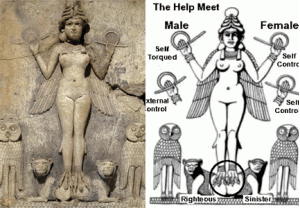 The Help Meet
Male
Female
Self
Torqued
Self
Control
External
Control
Self
Control
Righteous
Sinister